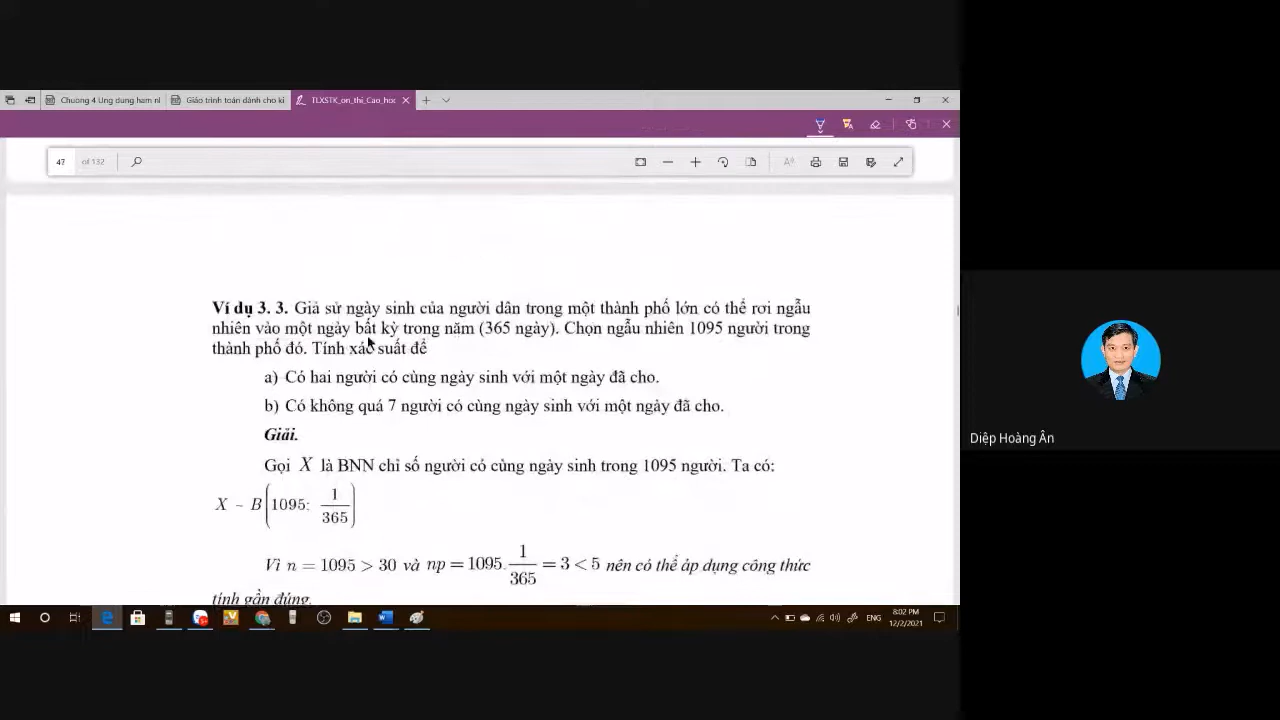 Chương 4 Ung dung ham nl
Giáo trình toán dành cho ki
TLXSTK_on_thi_Cao_hoc
47 of 132
Ví dụ 3. 3. Giả sử ngày sinh của người dân trong một thành phố lớn có thể rơi ngẫu
nhiên vào một ngày bất kỳ trong năm (365 ngày). Chọn ngẫu nhiên 1095 người trong
thành phố đó. Tính xác suất để
a) Có hai người có cùng ngày sinh với một ngày đã cho.
b) Có không quá 7 người có cùng ngày sinh với một ngày đã cho.
Giải.
Gọi X là BNN chỉ số người có cùng ngày sinh trong 1095 người. Ta có:
X ~ B(1095; 1/365)
Vì n = 1095 > 30 và np = 1095. 1/365 = 3 < 5 nên có thể áp dụng công thức
tính gần đúng.
Diệp Hoàng Ân
ENG
8:02 PM
12/2/2021